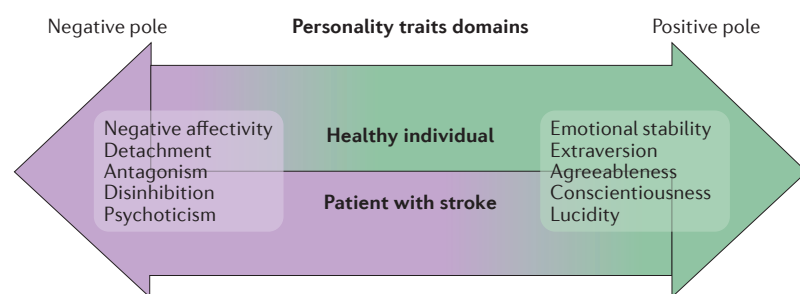 Negative pole
Personality traits domains
Positive pole
Negative affectivity
Detachment
Antagonism
Disinhibition
Psychoticism
Healthy individual
Patient with stroke
Emotional stability
Extraversion
Agreeableness
Conscientiousness
Lucidity